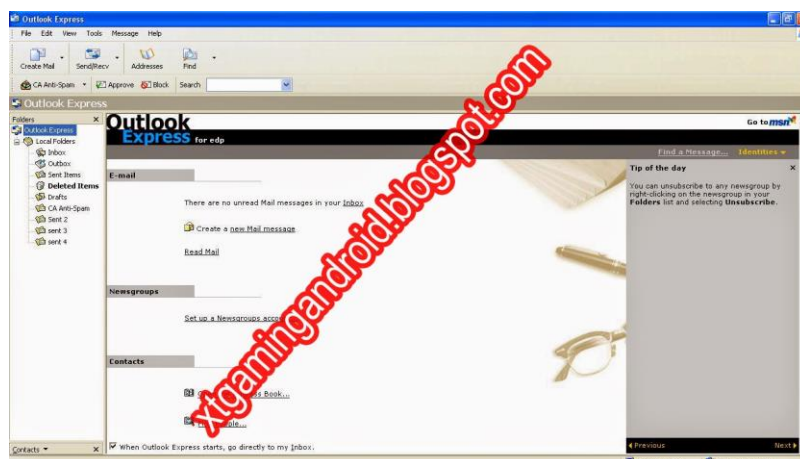 Outlook Express
File Edit View Tools Message Help
Create Mail Send/Recv Addresses Find
CA Anti-Spam Approve Block Search
Outlook Express
Folders
Outlook Express
Local Folders
Inbox
Outbox
Sent Items
Deleted Items
Drafts
CA Anti-Spam
Sent 2
sent 3
sent 4
Contacts
Outlook
Express for edp
Go to msn
Find a Message... Identities
E-mail
There are no unread Mail messages in your Inbox
Create a new Mail message
Read Mail
Newsgroups
Set up a Newsgroups
Contacts
Book...
When Outlook Express starts, go directly to my Inbox.
Tip of the day
You can unsubscribe to any newsgroup by
right-clicking on the newsgroup in your
Folders list and selecting Unsubscribe.
Previous Next
xtgamingandroid.blogspot.com